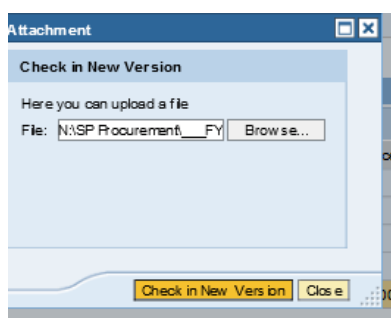 Attachment
Check in New Version
Here you can upload a file
File: N:\SP Procurement\___FY Browse...
Check in New Version Close